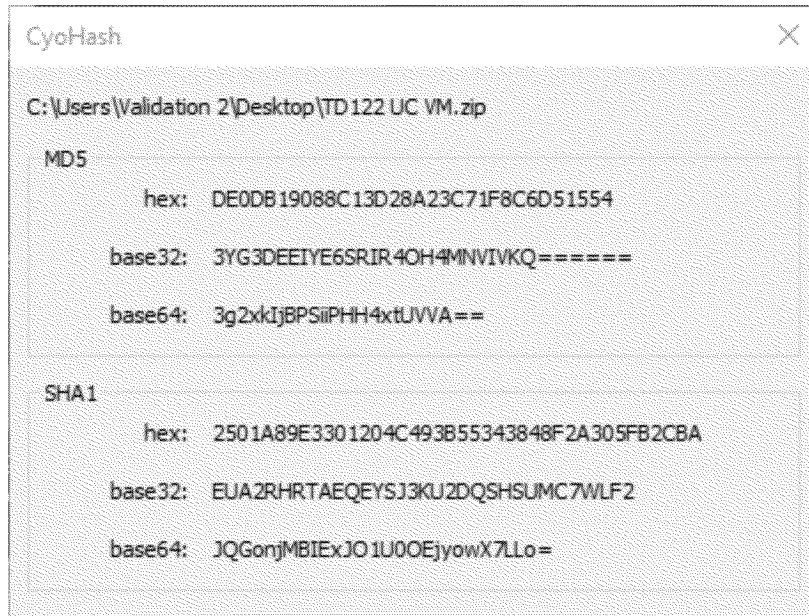 CyoHash
C:\Users\Validation 2\Desktop\TD122 UC VM.zip
MD5
hex: DE0DB19088C13D28A23C71F8C6D51554
base32: 3YG3DEEIYE6SRIR4OH4MNVIVKQ======
base64: 3g2xkIjBPSiiPHH4xtUVVA==
SHA1
hex: 2501A89E3301204C493B55343848F2A305FB2CBA
base32: EUA2RHRTAEQEYSJ3KU2DQSHSUMC7WLF2
base64: JQGonjMBIExJO1U0OEjyowX7LLo=